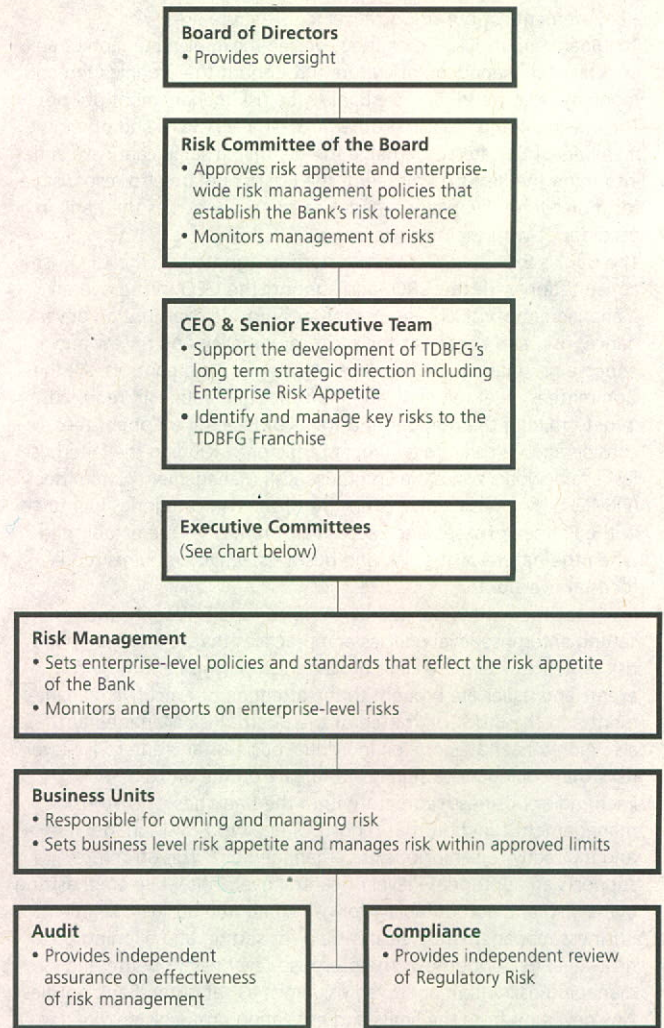 Board of Directors
• Provides oversight
Risk Committee of the Board
• Approves risk appetite and enterprise-
wide risk management policies that
establish the Bank's risk tolerance
• Monitors management of risks
CEO & Senior Executive Team
• Support the development of TDBFG's
long term strategic direction including
Enterprise Risk Appetite
• Identify and manage key risks to the
TDBFG Franchise
Executive Committees
(See chart below)
Risk Management
• Sets enterprise-level policies and standards that reflect the risk appetite
of the Bank
• Monitors and reports on enterprise-level risks
Business Units
• Responsible for owning and managing risk
• Sets business level risk appetite and manages risk within approved limits
Audit
• Provides independent
assurance on effectiveness
of risk management
Compliance
• Provides independent review
of Regulatory Risk